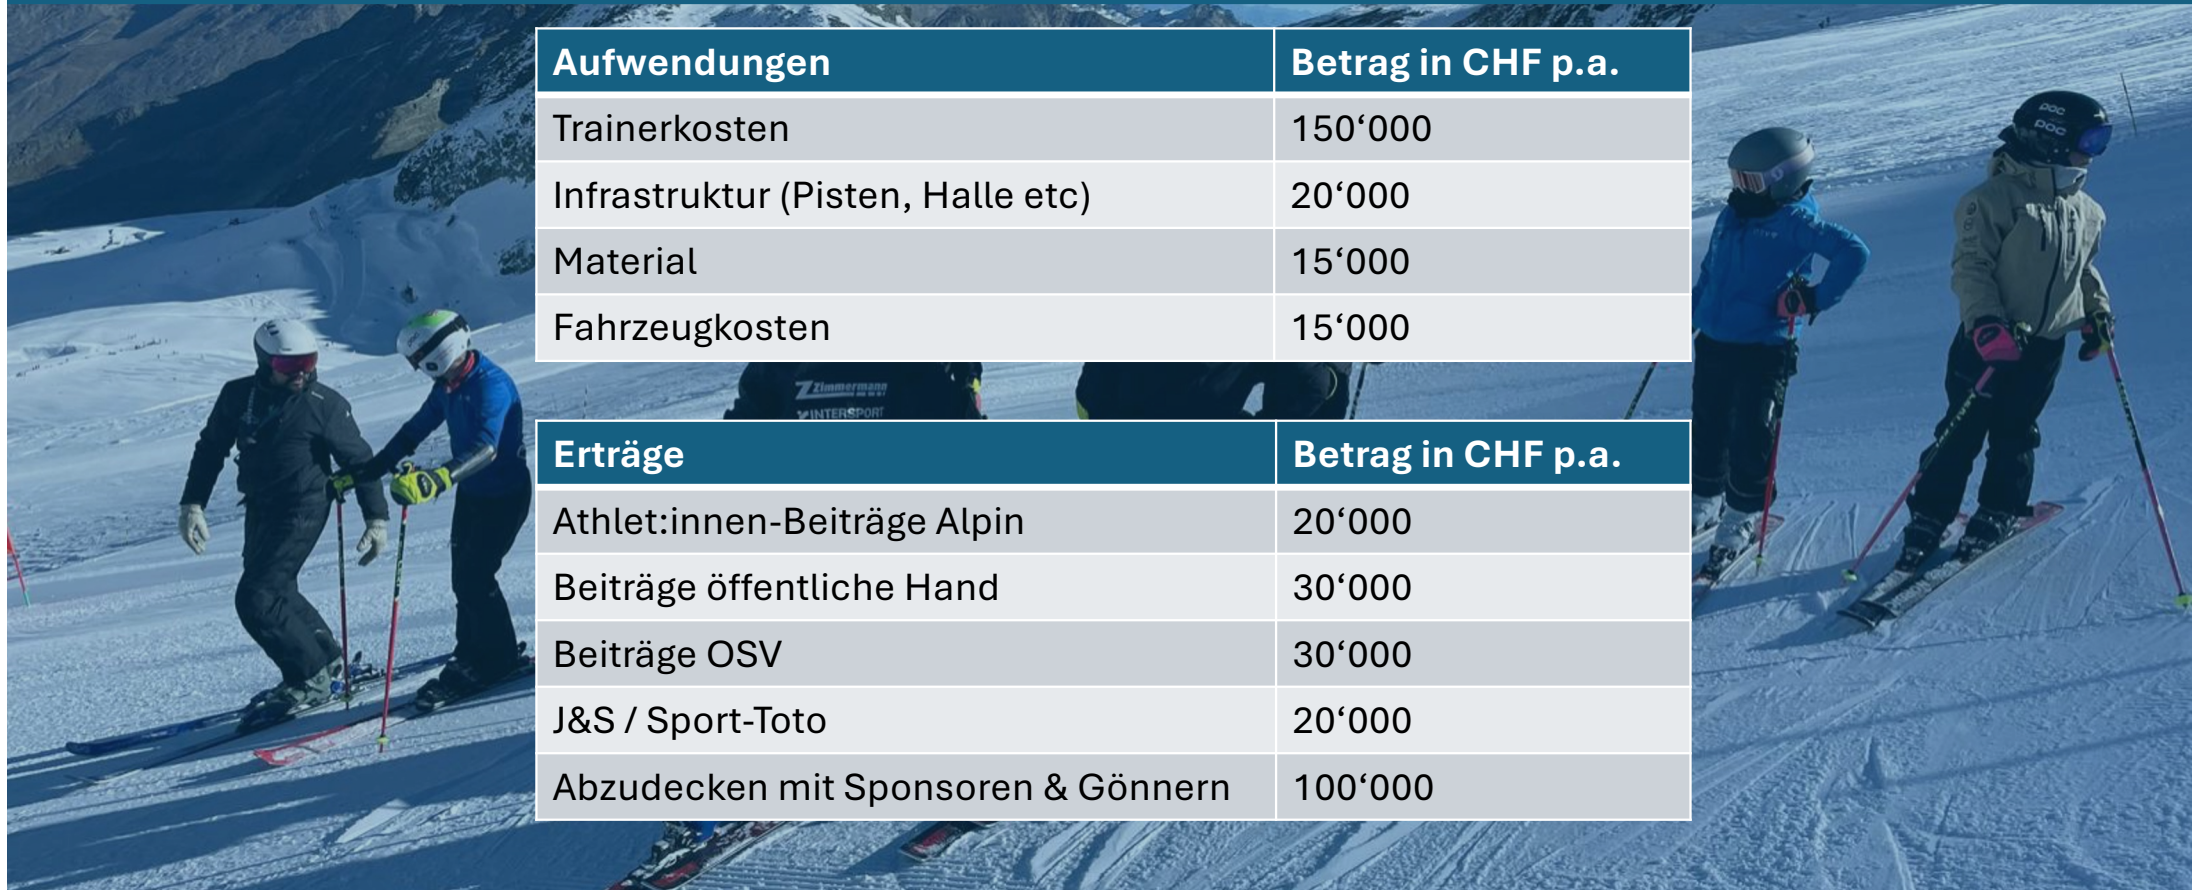 Aufwendungen Betrag in CHF p.a.
Trainerkosten 150‘000
Infrastruktur (Pisten, Halle etc) 20‘000
Material 15‘000
Fahrzeugkosten 15‘000
Zimmermann
INTERSPORT
poc
poc
Erträge Betrag in CHF p.a.
Athlet:innen-Beiträge Alpin 20‘000
Beiträge öffentliche Hand 30‘000
Beiträge OSV 30‘000
J&S / Sport-Toto 20‘000
Abzudecken mit Sponsoren & Gönnern 100‘000